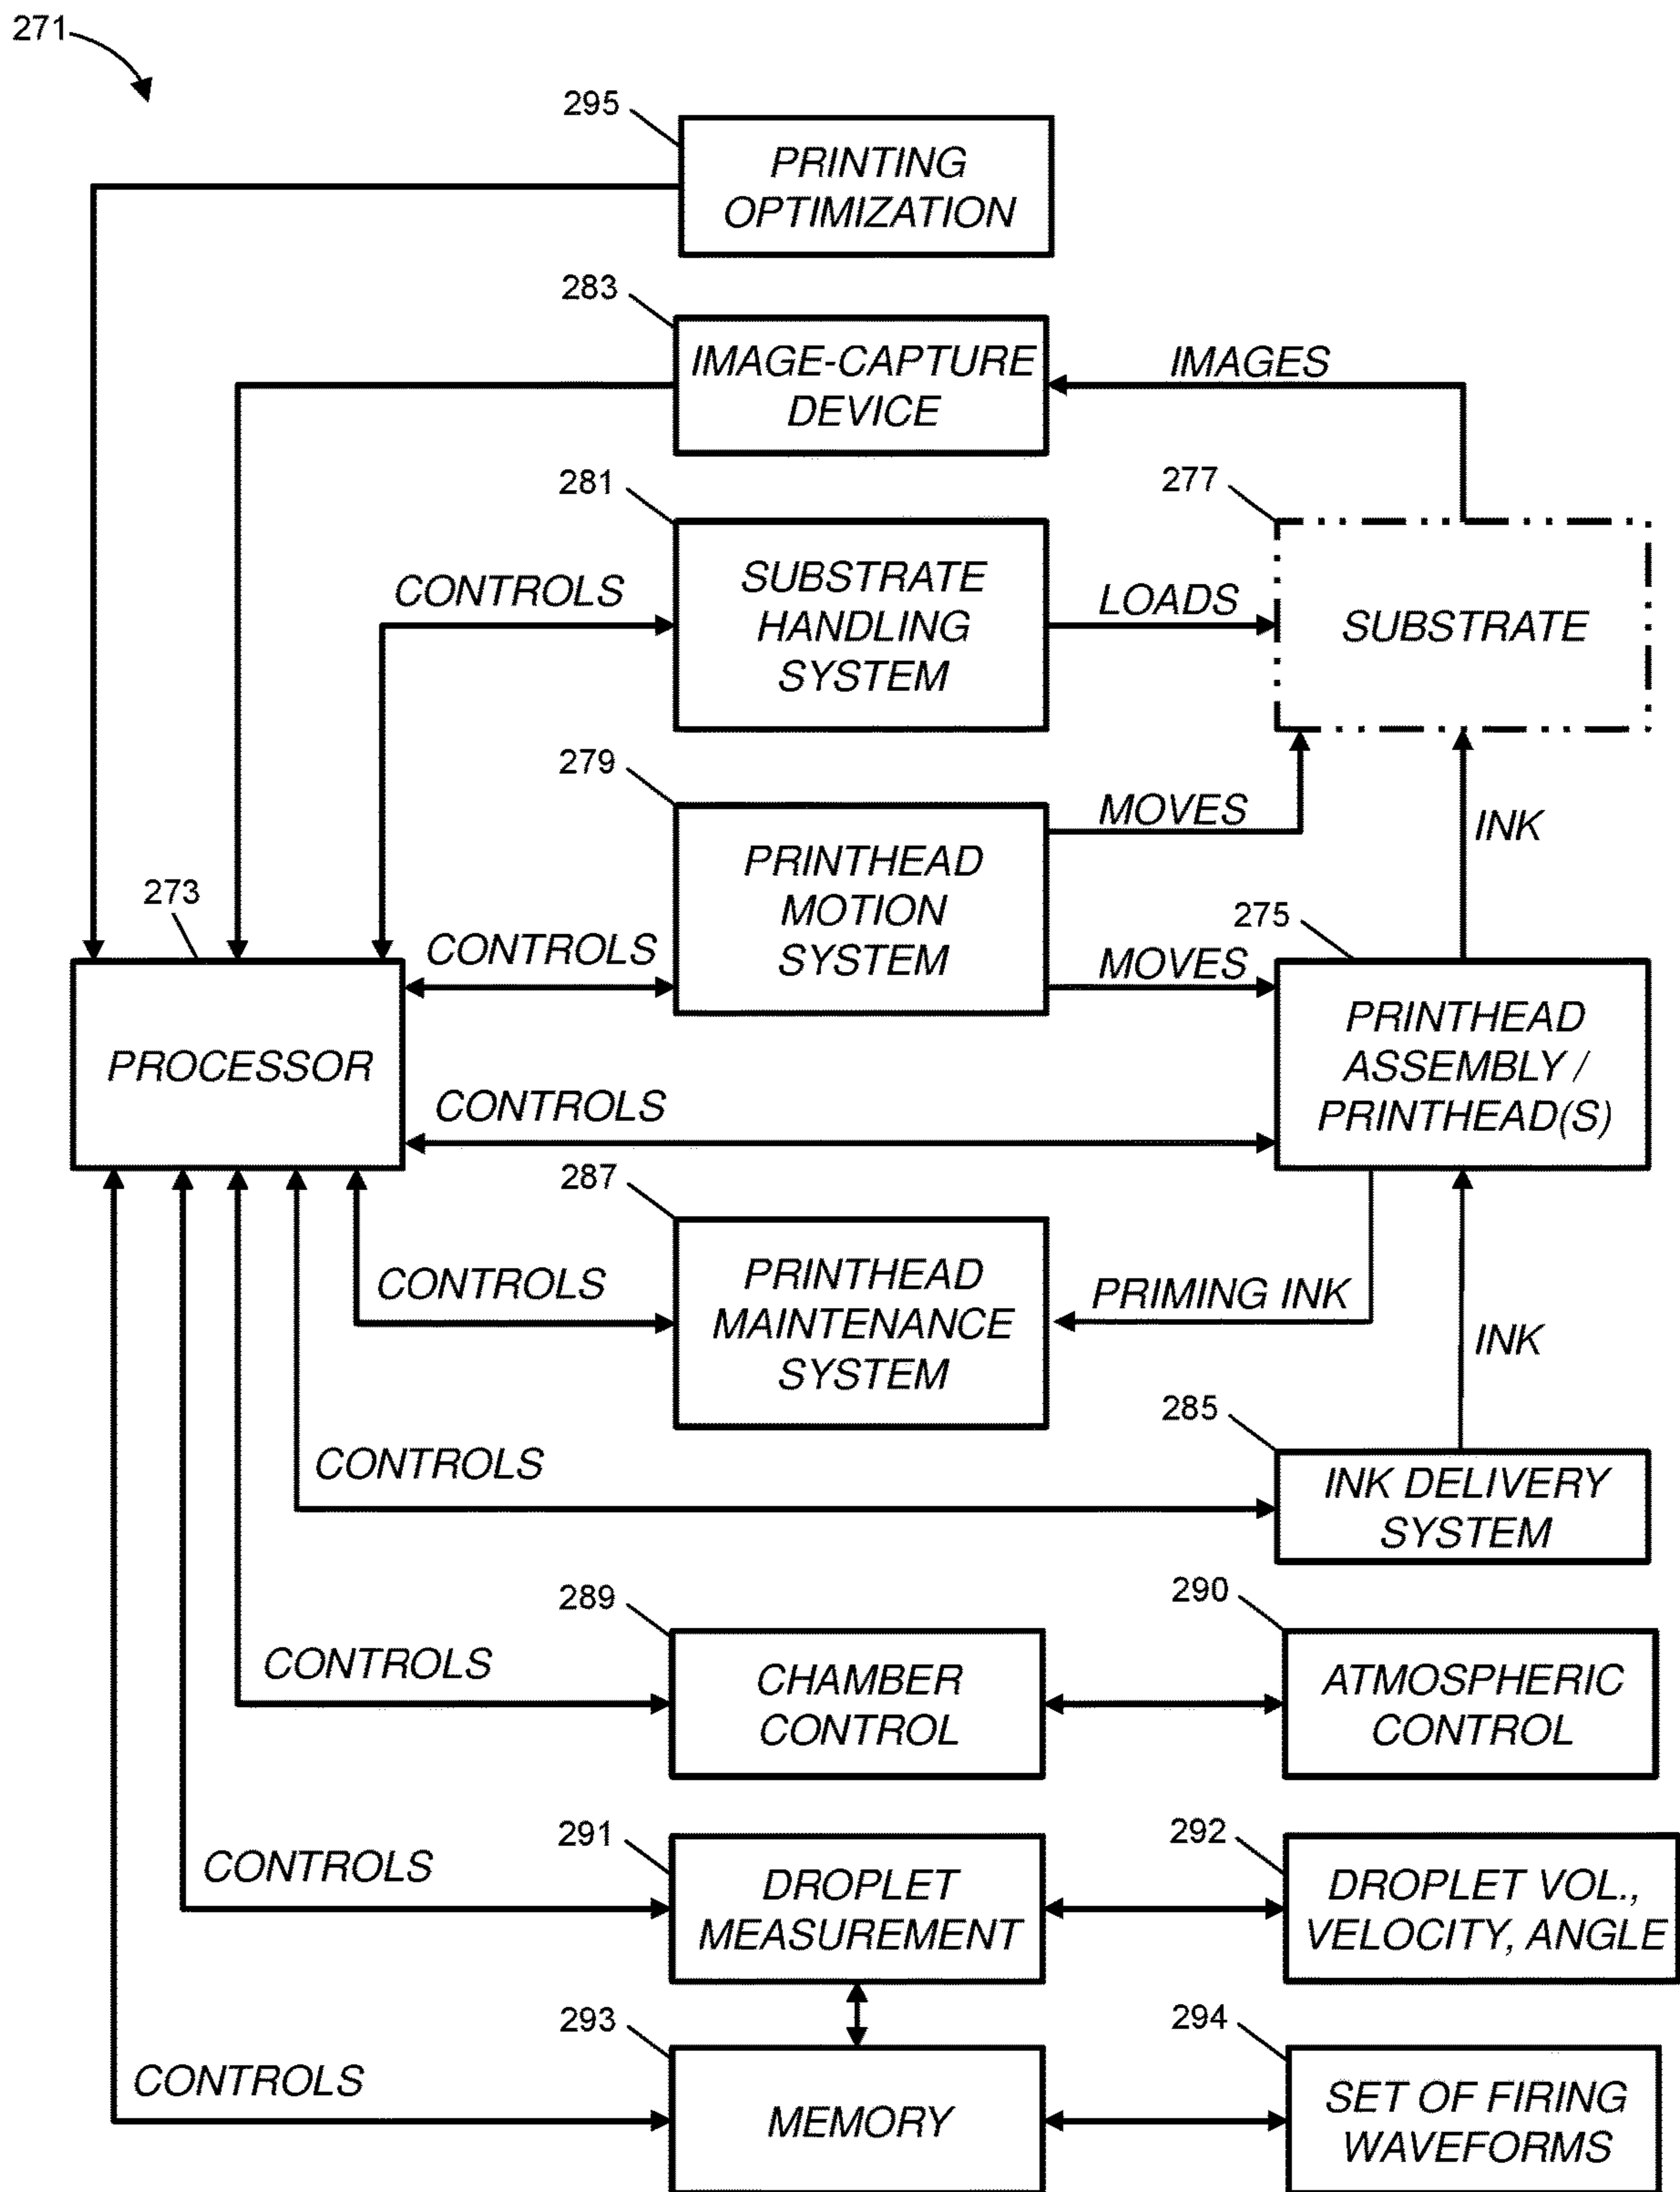 271
295
PRINTING
OPTIMIZATION
283
IMAGE-CAPTURE
DEVICE
IMAGES
281
277
CONTROLS
SUBSTRATE
HANDLING
SYSTEM
LOADS
SUBSTRATE
279
MOVES
INK
PRINTHEAD
MOTION
SYSTEM
273
275
CONTROLS
MOVES
PROCESSOR
PRINTHEAD
ASSEMBLY /
PRINTHEAD(S)
CONTROLS
287
CONTROLS
PRINTHEAD
MAINTENANCE
SYSTEM
PRIMING INK
INK
285
CONTROLS
INK DELIVERY
SYSTEM
289
290
CONTROLS
CHAMBER
CONTROL
ATMOSPHERIC
CONTROL
291
292
CONTROLS
DROPLET
MEASUREMENT
DROPLET VOL.,
VELOCITY, ANGLE
293
294
CONTROLS
MEMORY
SET OF FIRING
WAVEFORMS